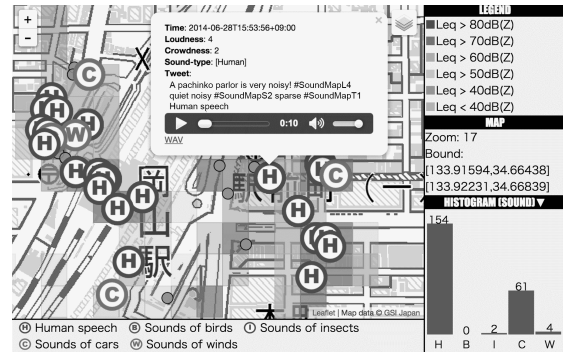 +
-
×
Time: 2014-06-28T15:53:56+09:00
Loudness: 4
Crowdness: 2
Sound-type: [Human]
Tweet:
A pachinko parlor is very noisy! #SoundMapL4
quiet noisy #SoundMapS2 sparse #SoundMapT1
Human speech
0:10
WAV
C
H
H
H
H
W
H
H
H
H
H
H
C
H
H
H
H
H
C
岡
山
駅
駅
Leaflet | Map data © GSI Japan
H Human speech B Sounds of birds I Sounds of insects
C Sounds of cars W Sounds of winds
LEGEND
Leq > 80dB(Z)
Leq > 70dB(Z)
Leq > 60dB(Z)
Leq > 50dB(Z)
Leq > 40dB(Z)
Leq < 40dB(Z)
MAP
Zoom: 17
Bound:
[133.91594,34.66438]
[133.92231,34.66839]
HISTOGRAM (SOUND) ▼
154
0
2
61
4
H B I C W